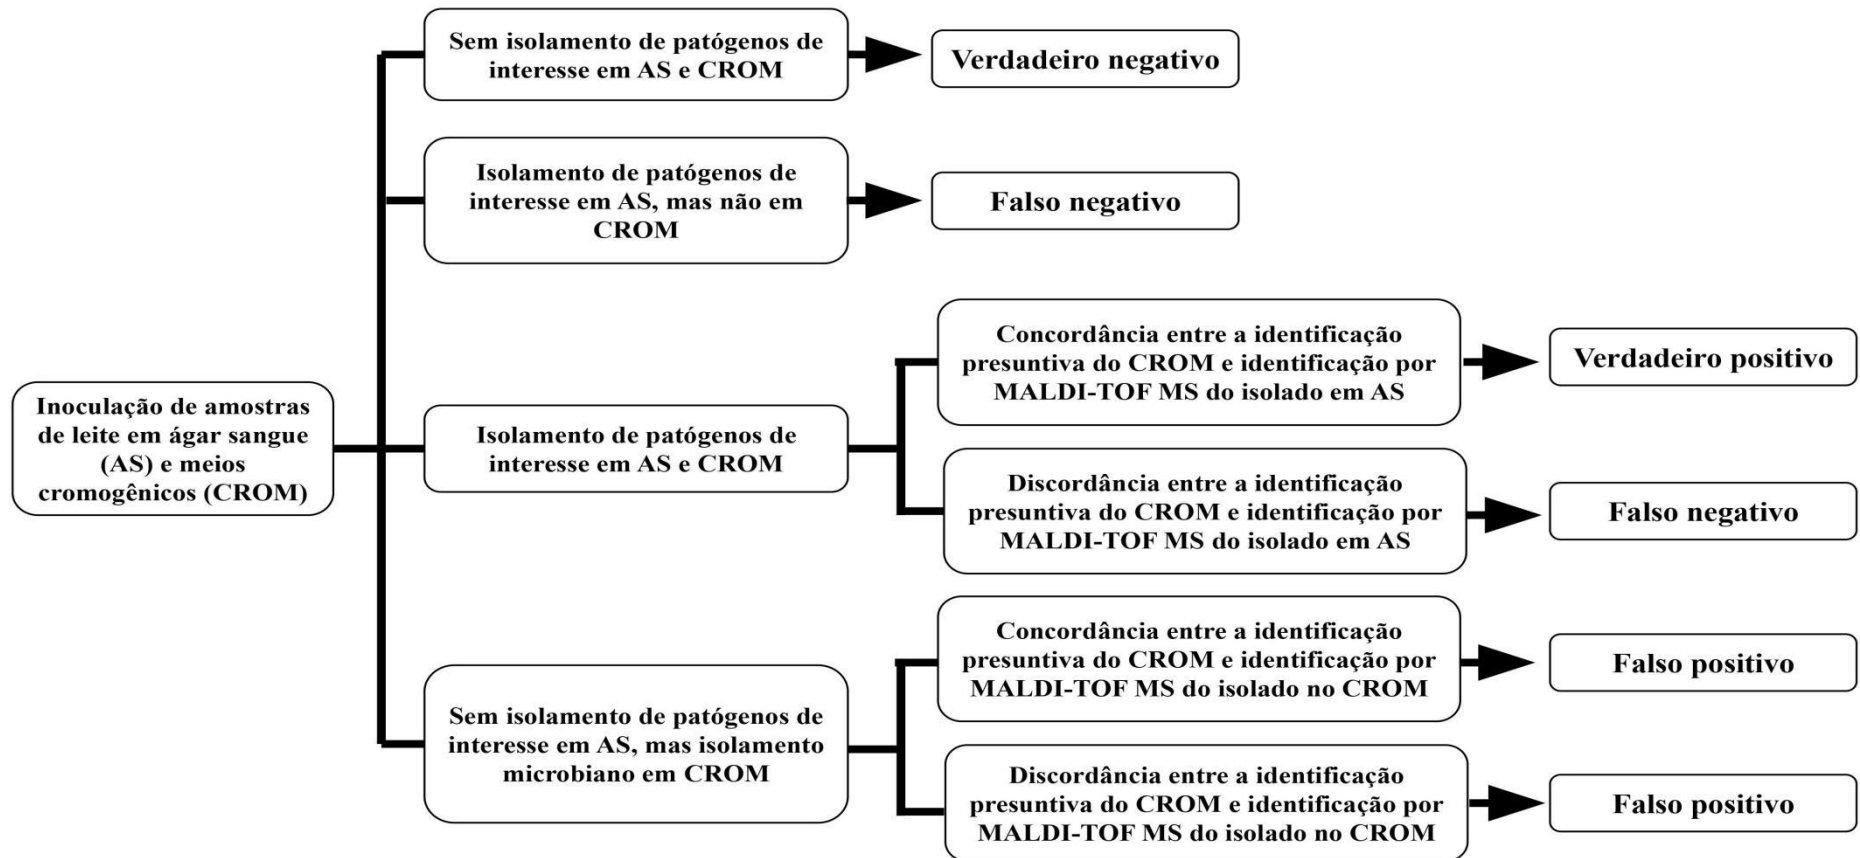 Inoculação de amostras
de leite em ágar sangue
(AS) e meios
cromogênicos (CROM)
Sem isolamento de patógenos de
interesse em AS e CROM
Verdadeiro negativo
Isolamento de patógenos de
interesse em AS, mas não em
CROM
Falso negativo
Isolamento de patógenos de
interesse em AS e CROM
Concordância entre a identificação
presuntiva do CROM e identificação por
MALDI-TOF MS do isolado em AS
Verdadeiro positivo
Discordância entre a identificação
presuntiva do CROM e identificação por
MALDI-TOF MS do isolado em AS
Falso negativo
Sem isolamento de patógenos de
interesse em AS, mas isolamento
microbiano em CROM
Concordância entre a identificação
presuntiva do CROM e identificação por
MALDI-TOF MS do isolado no CROM
Falso positivo
Discordância entre a identificação
presuntiva do CROM e identificação por
MALDI-TOF MS do isolado no CROM
Falso positivo